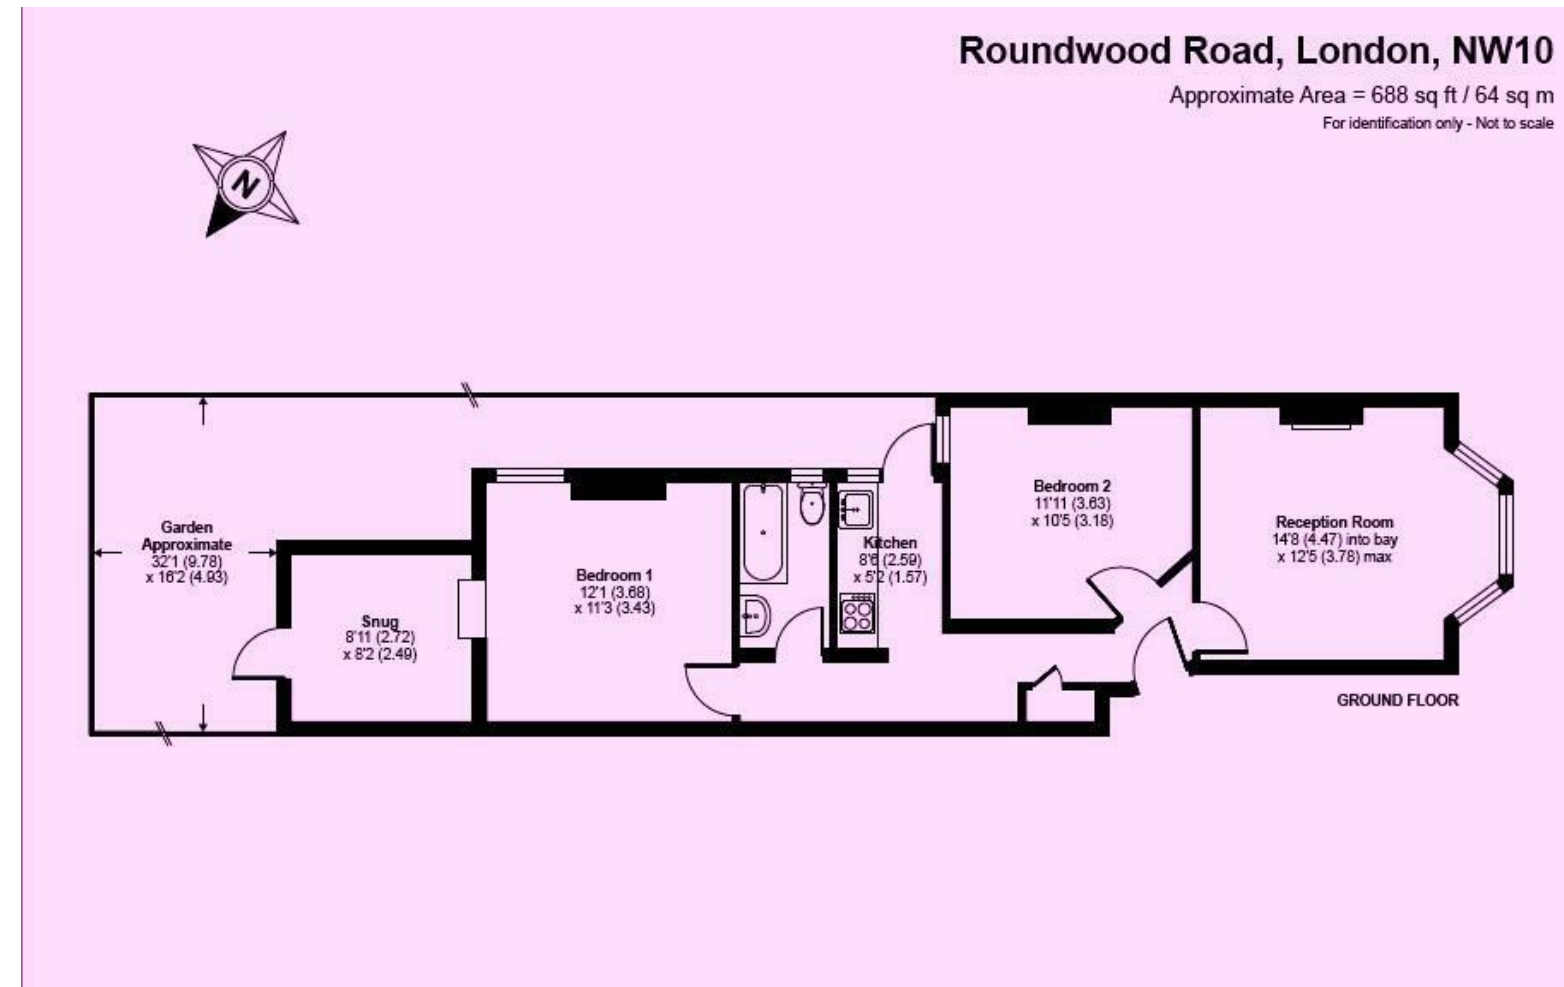 Roundwood Road, London, NW10
Approximate Area = 688 sq ft / 64 sq m
For identification only - Not to scale
N
Garden
Approximate
32'1 (9.78)
x 16'2 (4.93)
Snug
8'11 (2.72)
x 8'2 (2.49)
Bedroom 1
12'1 (3.68)
x 11'3 (3.43)
Kitchen
8'6 (2.59)
x 5'2 (1.57)
Bedroom 2
11'11 (3.63)
x 10'5 (3.18)
Reception Room
14'8 (4.47) into bay
x 12'5 (3.78) max
GROUND FLOOR